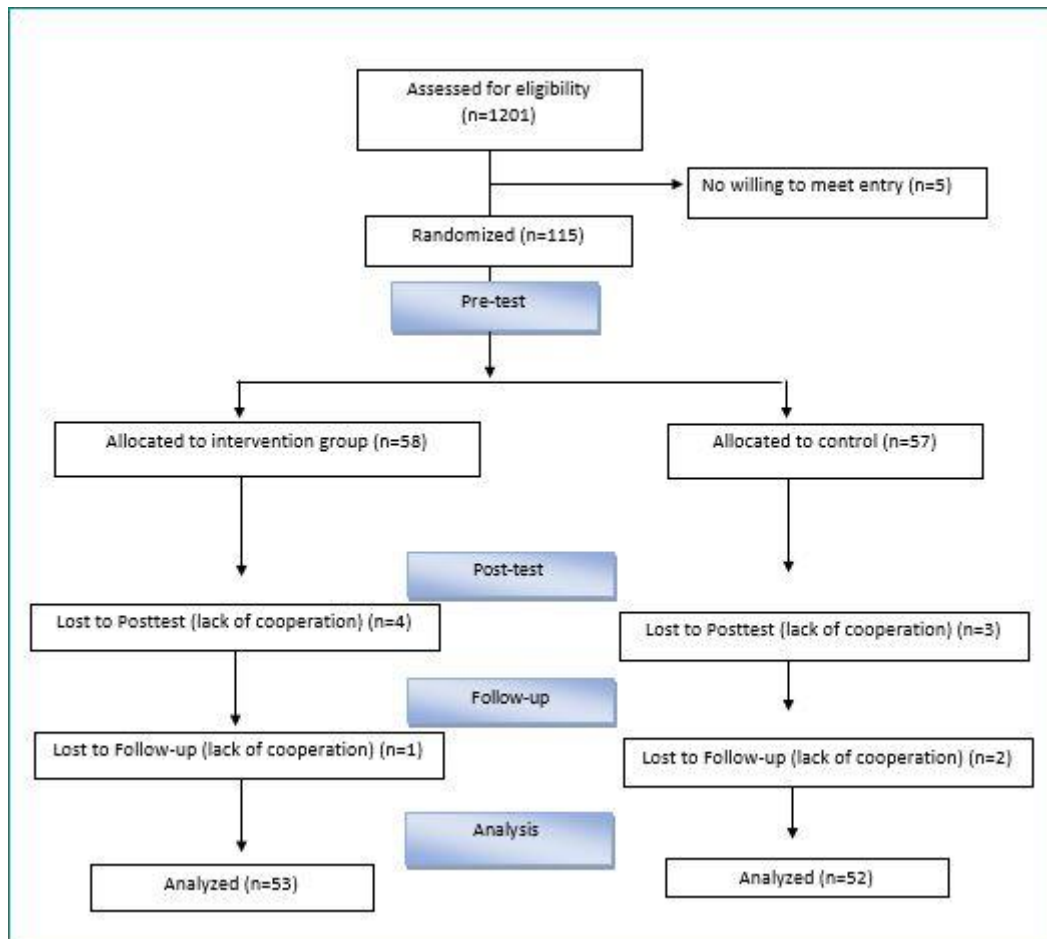 Assessed for eligibility
(n=1201)
No willing to meet entry (n=5)
Randomized (n=115)
Pre-test
Allocated to intervention group (n=58)
Allocated to control (n=57)
Post-test
Lost to Posttest (lack of cooperation) (n=4)
Lost to Posttest (lack of cooperation) (n=3)
Follow-up
Lost to Follow-up (lack of cooperation) (n=1)
Lost to Follow-up (lack of cooperation) (n=2)
Analysis
Analyzed (n=53)
Analyzed (n=52)